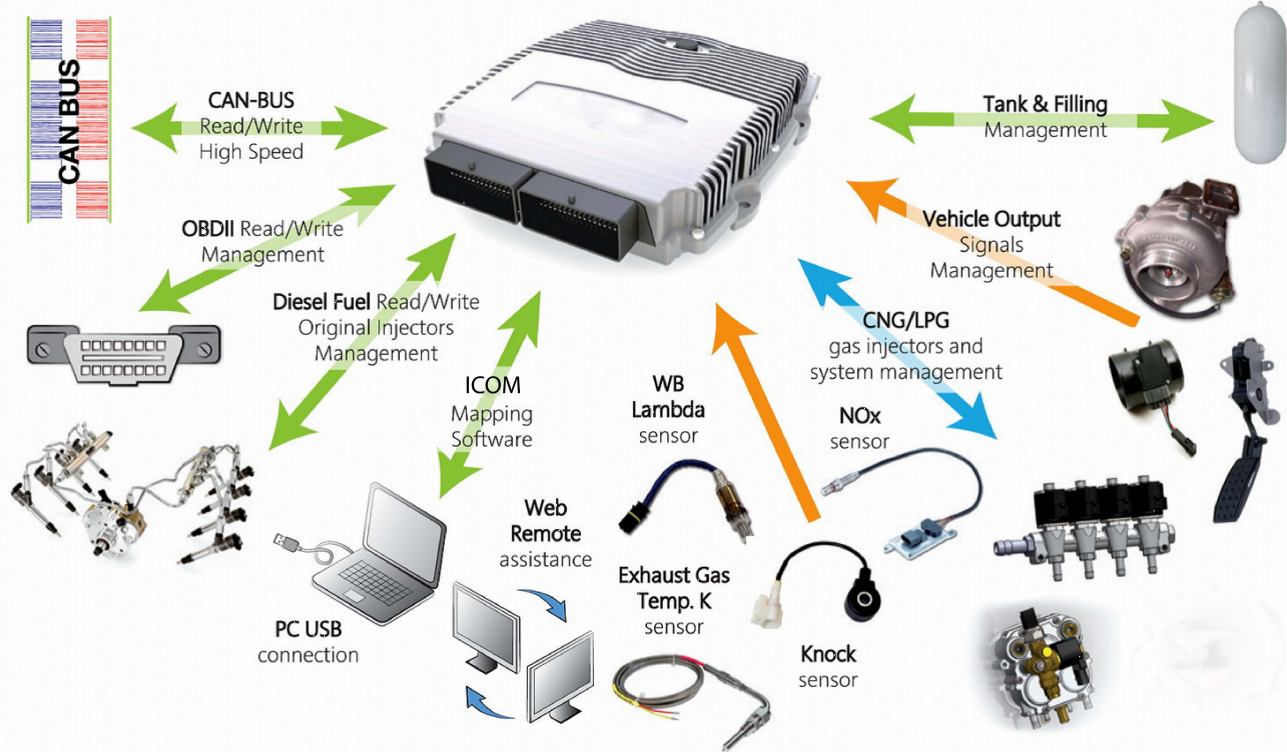 CAN BUS
CAN-BUS
Read/Write
High Speed
Tank & Filling
Management
OBDII Read/Write
Management
Vehicle Output
Signals
Management
Diesel Fuel Read/Write
Original Injectors
Management
CNG/LPG
gas injectors and
system management
ICOM
Mapping
Software
WB
Lambda
sensor
NOx
sensor
Web
Remote
assistance
Exhaust Gas
Temp. K
sensor
PC USB
connection
Knock
sensor